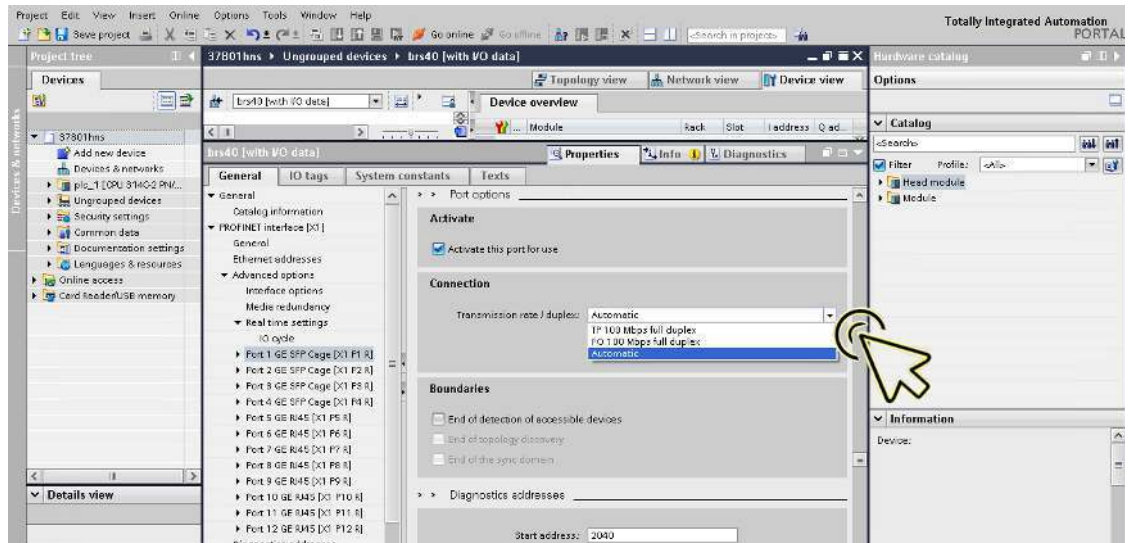 Project Edit View Insert Online Options Tools Window Help
Totally Integrated Automation
PORTAL
Save project
Go online
Go offline
<Search in project>
Project tree
37801hns ▸ Ungrouped devices ▸ brs40 [with I/O data]
Hardware catalog
Devices
Topology view
Network view
Device view
Options
Devices & networks
brs40 [with I/O data]
Device overview
Module
Rack
Slot
I address
Q ad...
Catalog
<Search>
Filter
Profile:
<All>
Head module
Module
37801hns
Add new device
Devices & networks
plc_1 [CPU 314C-2 PN/...
Ungrouped devices
Security settings
Common data
Documentation settings
Languages & resources
Online access
Card Reader/USB memory
Details view
brs40 [with I/O data]
Properties
Info
Diagnostics
General
IO tags
System constants
Texts
General
Catalog information
PROFINET interface [X1]
General
Ethernet addresses
Advanced options
Interface options
Media redundancy
Real time settings
IO cycle
Port 1 GE SFP Cage [X1 P1 R]
Port 2 GE SFP Cage [X1 P2 R]
Port 3 GE SFP Cage [X1 P3 R]
Port 4 GE SFP Cage [X1 P4 R]
Port 5 GE RJ45 [X1 P5 R]
Port 6 GE RJ45 [X1 P6 R]
Port 7 GE RJ45 [X1 P7 R]
Port 8 GE RJ45 [X1 P8 R]
Port 9 GE RJ45 [X1 P9 R]
Port 10 GE RJ45 [X1 P10 R]
Port 11 GE RJ45 [X1 P11 R]
Port 12 GE RJ45 [X1 P12 R]
> > Port options
Activate
Activate this port for use
Connection
Transmission rate / duplex:
Automatic
TP 100 Mbps full duplex
FO 100 Mbps full duplex
Automatic
Boundaries
End of detection of accessible devices
End of topology discovery
End of the sync domain
> > Diagnostics addresses
Start address:
2040
Information
Device: